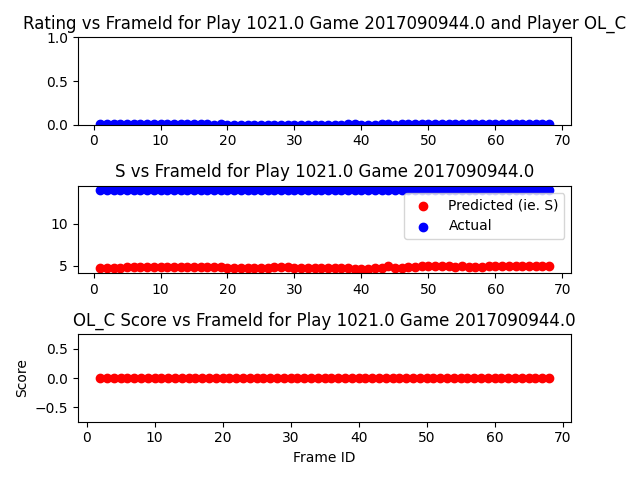 Rating vs FrameId for Play 1021.0 Game 2017090944.0 and Player OL_C
1.0
0.5
0.0
0 10 20 30 40 50 60 70
S vs FrameId for Play 1021.0 Game 2017090944.0
10
5
Predicted (ie. S)
Actual
0 10 20 30 40 50 60 70
OL_C Score vs FrameId for Play 1021.0 Game 2017090944.0
Score
0.5
0.0
−0.5
0 10 20 30 40 50 60 70
Frame ID